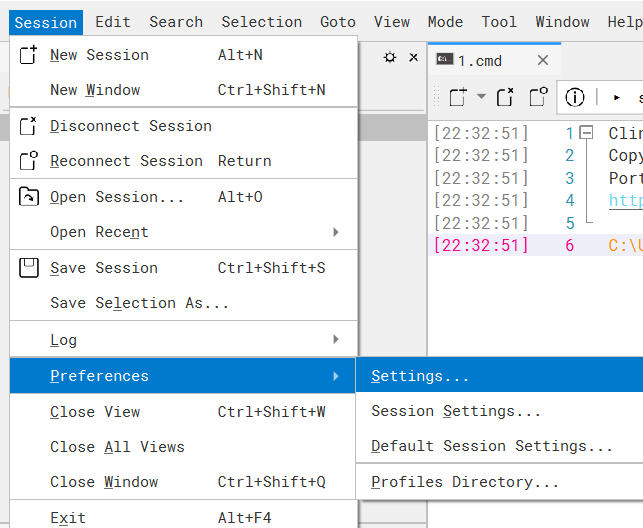 Session Edit Search Selection Goto View Mode Tool Window Help
New Session Alt+N
New Window Ctrl+Shift+N
Disconnect Session
Reconnect Session Return
Open Session... Alt+O
Open Recent
Save Session Ctrl+Shift+S
Save Selection As...
Log
Preferences
Close View Ctrl+Shift+W
Close All Views
Close Window Ctrl+Shift+Q
Exit Alt+F4
Settings...
Session Settings...
Default Session Settings...
Profiles Directory...
1.cmd
[22:32:51] 1 Clin
[22:32:51] 2 Copy
[22:32:51] 3 Port
[22:32:51] 4 http
[22:32:51] 5
[22:32:51] 6 C:\U